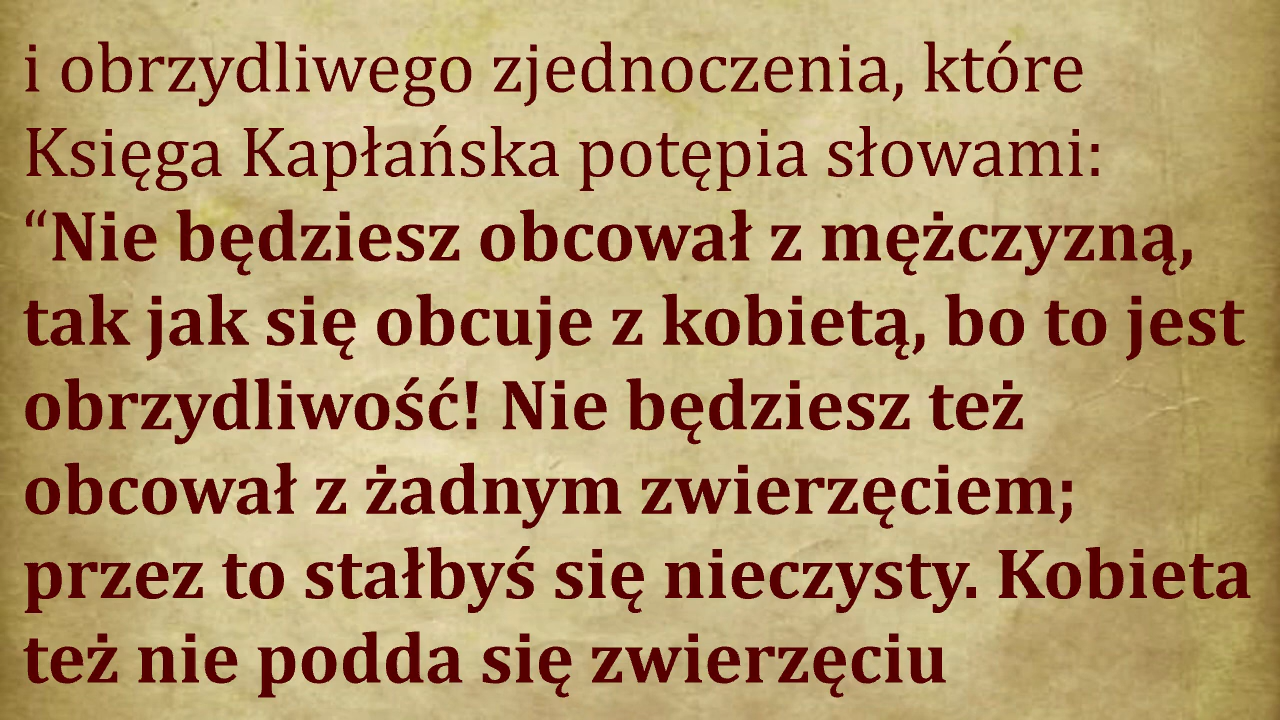 i obrzydliwego zjednoczenia, które
Księga Kapłańska potępia słowami:
“Nie będziesz obcował z mężczyzną,
tak jak się obcuje z kobietą, bo to jest
obrzydliwość! Nie będziesz też
obcował z żadnym zwierzęciem;
przez to stałbyś się nieczysty. Kobieta
też nie podda się zwierzęciu